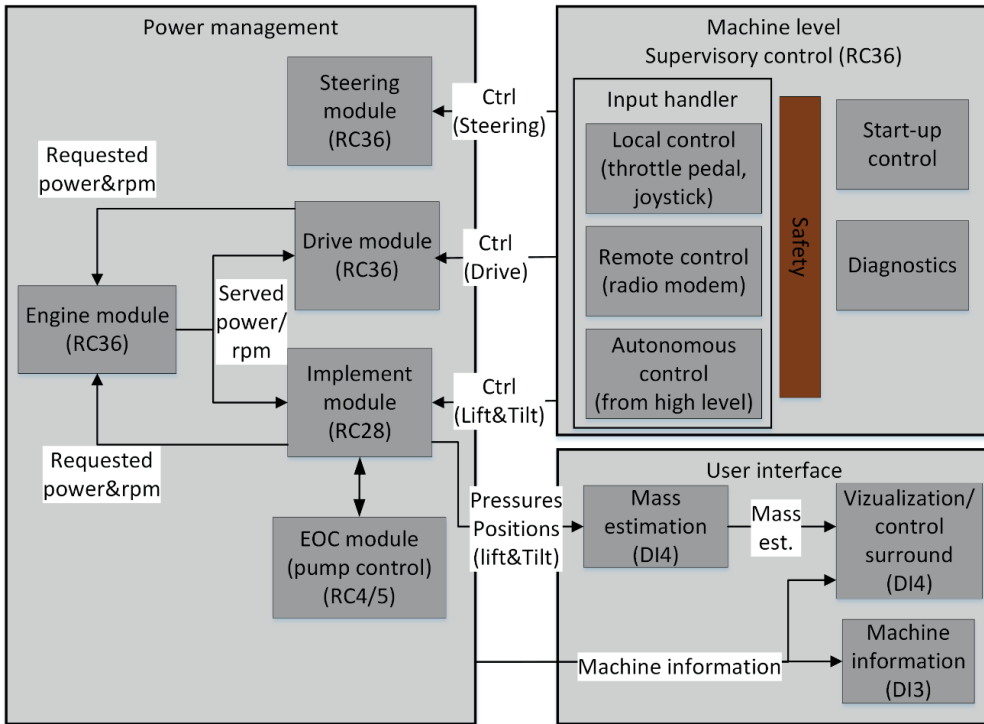 Power management
Steering
module
(RC36)
Requested
power&rpm
Drive module
(RC36)
Engine module
(RC36)
Served
power/
rpm
Implement
module
(RC28)
Requested
power&rpm
EOC module
(pump control)
(RC4/5)
Ctrl
(Steering)
Ctrl
(Drive)
Ctrl
(Lift&Tilt)
Pressures
Positions
(lift&Tilt)
Machine information
Machine level
Supervisory control (RC36)
Input handler
Local control
(throttle pedal,
joystick)
Remote control
(radio modem)
Autonomous
control
(from high level)
Safety
Start-up
control
Diagnostics
User interface
Mass
estimation
(DI4)
Mass
est.
Vizualization/
control
surround
(DI4)
Machine
information
(DI3)